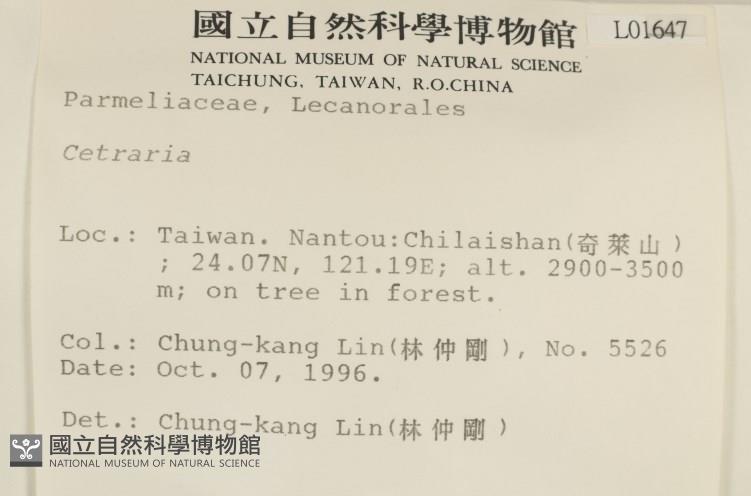 國立自然科學博物館
L01647
NATIONAL MUSEUM OF NATURAL SCIENCE
TAICHUNG, TAIWAN, R.O.CHINA
Parmeliaceae, Lecanorales
Cetraria
Loc.: Taiwan. Nantou:Chilaishan(奇萊山)
; 24.07N, 121.19E; alt. 2900-3500
m; on tree in forest.
Col.: Chung-kang Lin(林仲剛), No. 5526
Date: Oct. 07, 1996.
Det.: Chung-kang Lin(林仲剛)
國立自然科學博物館
NATIONAL MUSEUM OF NATURAL SCIENCE